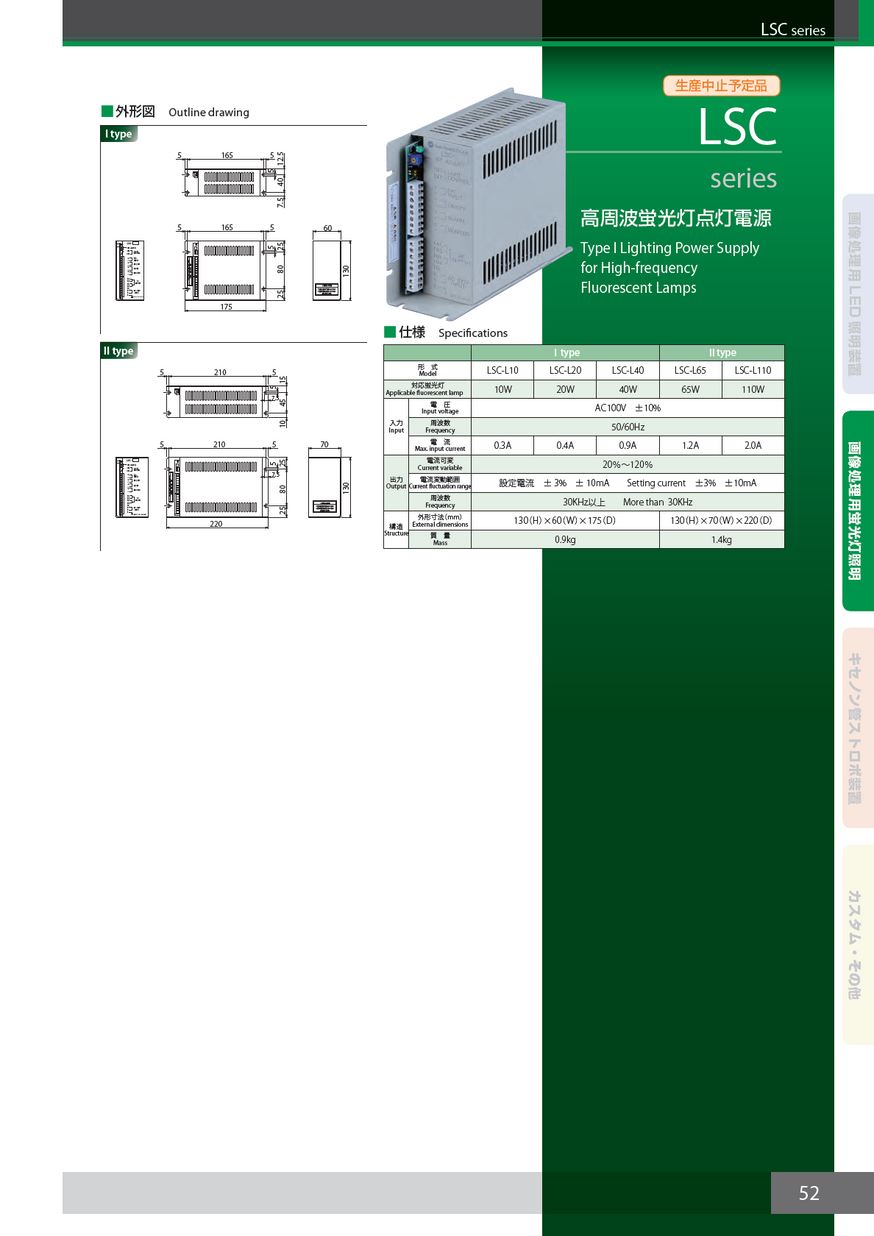 LSC series
生産中止予定品
LSC
series
高周波蛍光灯点灯電源
Type I Lighting Power Supply
for High-frequency
Fluorescent Lamps
■外形図 Outline drawing
I type
5 165 5
12.5
40
7.5
5 165 5
25
80
25
175
60
130
II type
5 210 5
15
45
10
5 210 5
25
80
25
220
70
130
■仕様 Specifications
I type II type
形 式 Model LSC-L10 LSC-L20 LSC-L40 LSC-L65 LSC-L110
対応蛍光灯 Applicable fluorescent lamp 10W 20W 40W 65W 110W
入力 Input
電 圧 Input voltage AC100V ±10%
周波数 Frequency 50/60Hz
電 流 Max. input current 0.3A 0.4A 0.9A 1.2A 2.0A
出力 Output
電流可変 Current variable 20%～120%
電流変動範囲 Current fluctuation range 設定電流 ±3% ±10mA Setting current ±3% ±10mA
周波数 Frequency 30KHz以上 More than 30KHz
構造 Structure
外形寸法(mm) External dimensions 130(H)×60(W)×175(D) 130(H)×70(W)×220(D)
質 量 Mass 0.9kg 1.4kg
画像処理用LED照明装置
画像処理用蛍光灯照明
キセノン管ストロボ装置
カスタム・その他
52